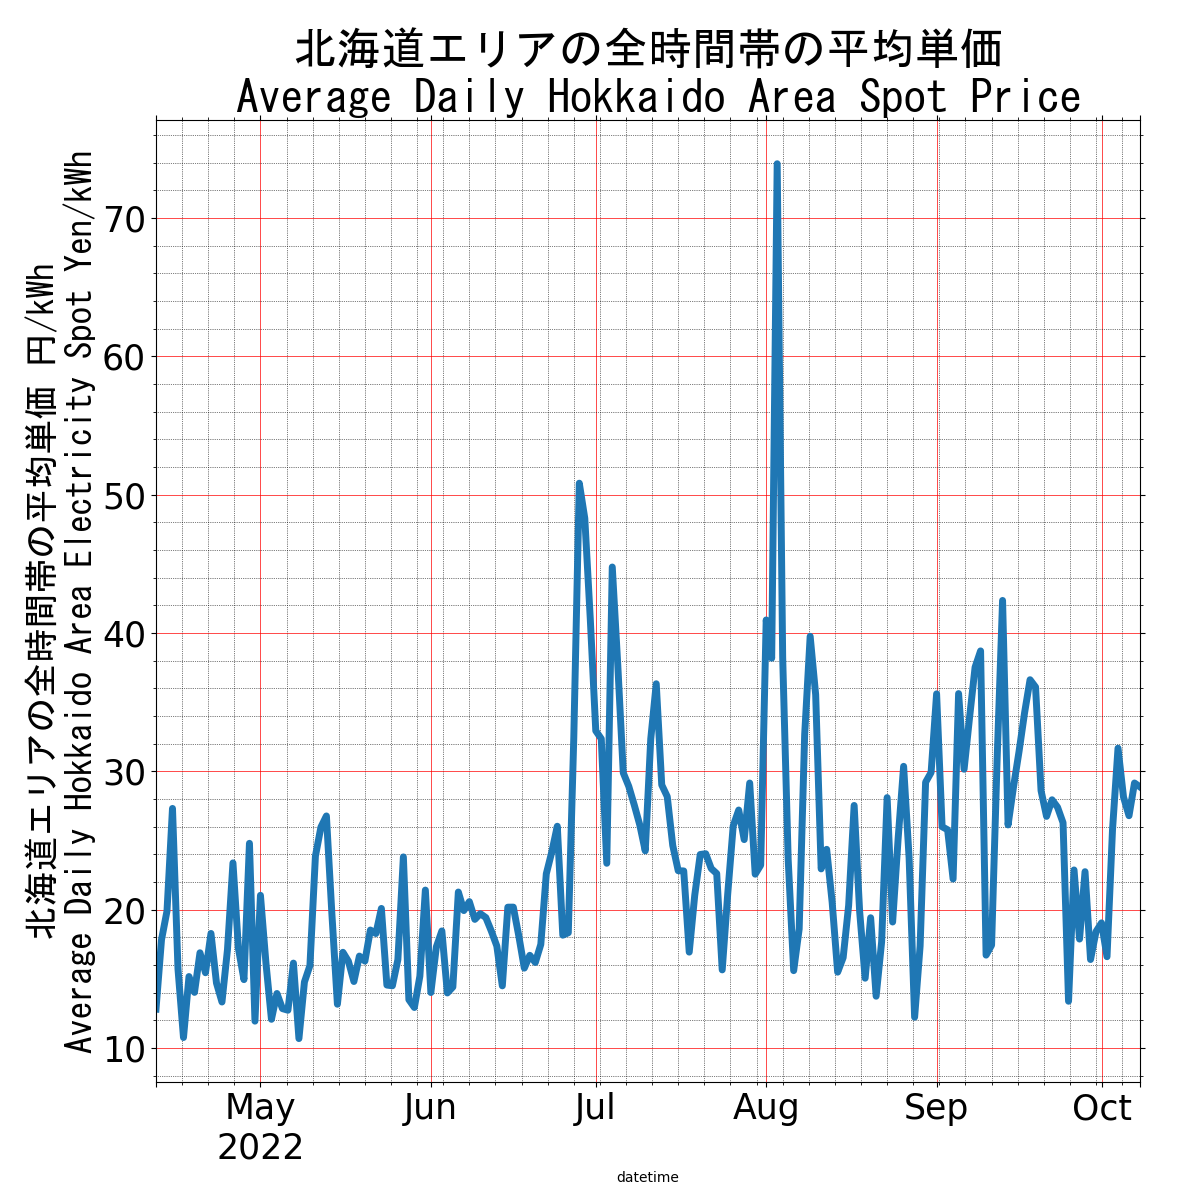 北海道エリアの全時間帯の平均単価
Average Daily Hokkaido Area Spot Price
北海道エリアの全時間帯の平均単価 円/kWh
Average Daily Hokkaido Area Electricity Spot Yen/kWh
70
60
50
40
30
20
10
May Jun Jul Aug Sep Oct
2022
datetime